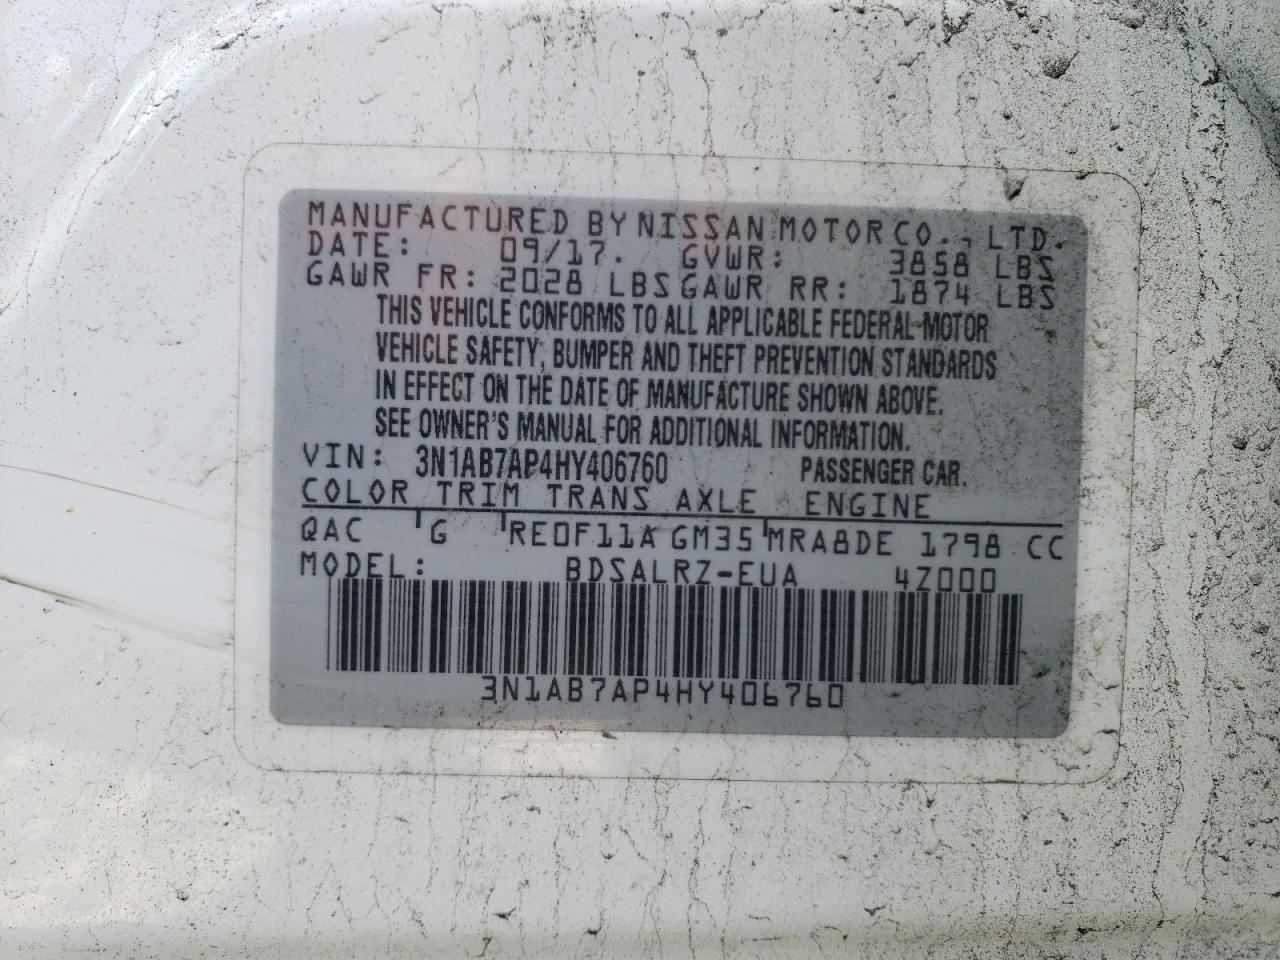 MANUFACTURED BY NISSAN MOTOR CO., LTD.
DATE: 09/17. GVWR: 3858 LBS
GAWR FR: 2028 LBS GAWR RR: 1874 LBS
THIS VEHICLE CONFORMS TO ALL APPLICABLE FEDERAL MOTOR
VEHICLE SAFETY, BUMPER AND THEFT PREVENTION STANDARDS
IN EFFECT ON THE DATE OF MANUFACTURE SHOWN ABOVE.
SEE OWNER'S MANUAL FOR ADDITIONAL INFORMATION.
VIN: 3N1AB7AP4HY406760 PASSENGER CAR.
COLOR TRIM TRANS AXLE ENGINE
QAC G RE0F11A GM35 MRA8DE 1798 CC
MODEL: BDSALRZ-EUA 4Z000
3N1AB7AP4HY406760